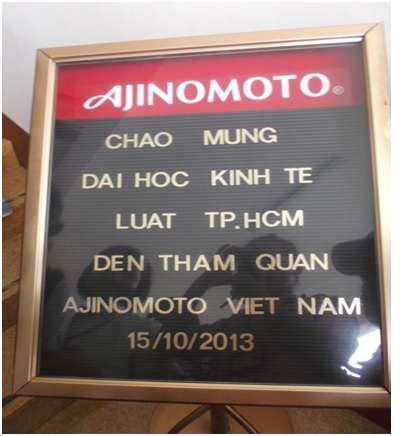 AJINOMOTO®
CHAO MUNG
DAI HOC KINH TE
LUAT TP.HCM
DEN THAM QUAN
AJINOMOTO VIET NAM
15/10/2013